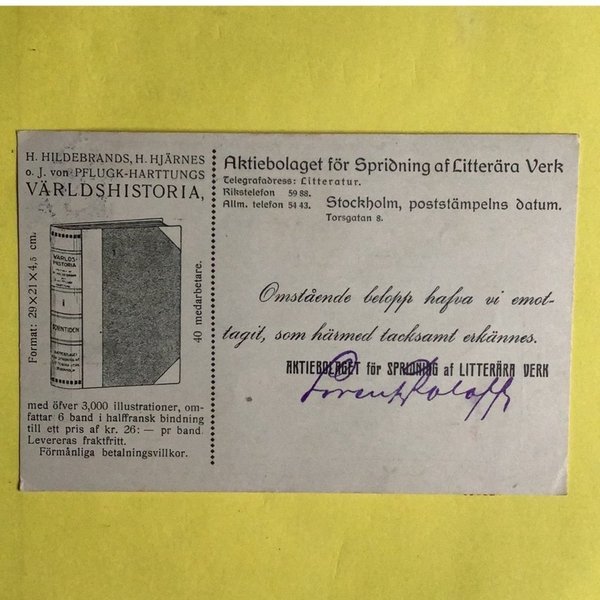 H. HILDEBRANDS, H. HJÄRNES
o. J. von PFLUGK-HARTTUNGS
VÄRLDSHISTORIA,
Format: 29×21×4,5 cm.
VÄRLDS-
HISTORIA
I
FORNTIDEN
40 medarbetare.
med öfver 3,000 illustrationer, om-
fattar 6 band i halffransk bindning
till ett pris af kr. 26: — pr band.
Levereras fraktfritt.
Förmånliga betalningsvillkor.
Aktiebolaget för Spridning af Litterära Verk
Telegrafadress: Litteratur.
Rikstelefon 59 88.
Allm. telefon 54 43.
Stockholm, poststämpelns datum.
Torsgatan 8.
Omstående belopp hafva vi emot-
tagit, som härmed tacksamt erkännes.
AKTIEBOLAGET för SPRIDNING af LITTERÄRA VERK